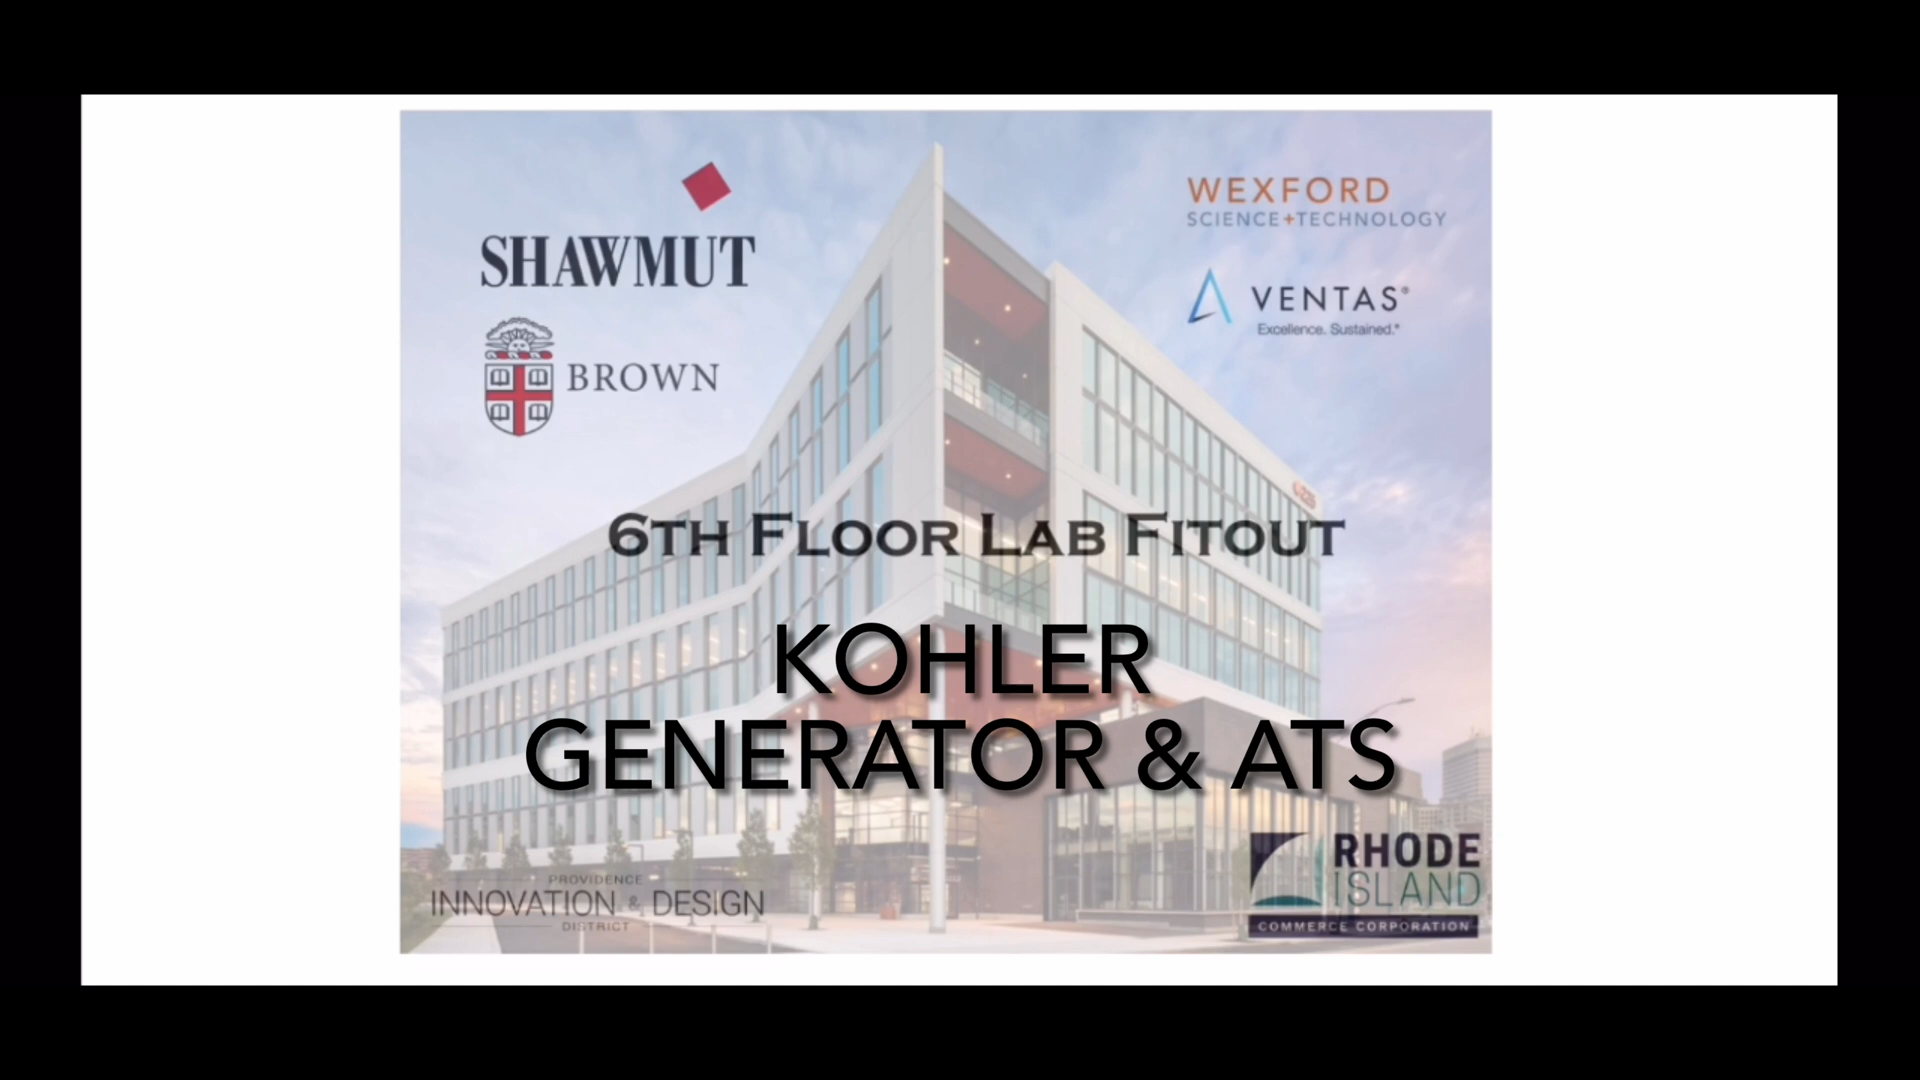 SHAWMUT
BROWN
WEXFORD
SCIENCE+TECHNOLOGY
VENTAS®
Excellence. Sustained.®
6TH FLOOR LAB FITOUT
KOHLER
GENERATOR & ATS
PROVIDENCE
INNOVATION & DESIGN
DISTRICT
RHODE
ISLAND
COMMERCE CORPORATION